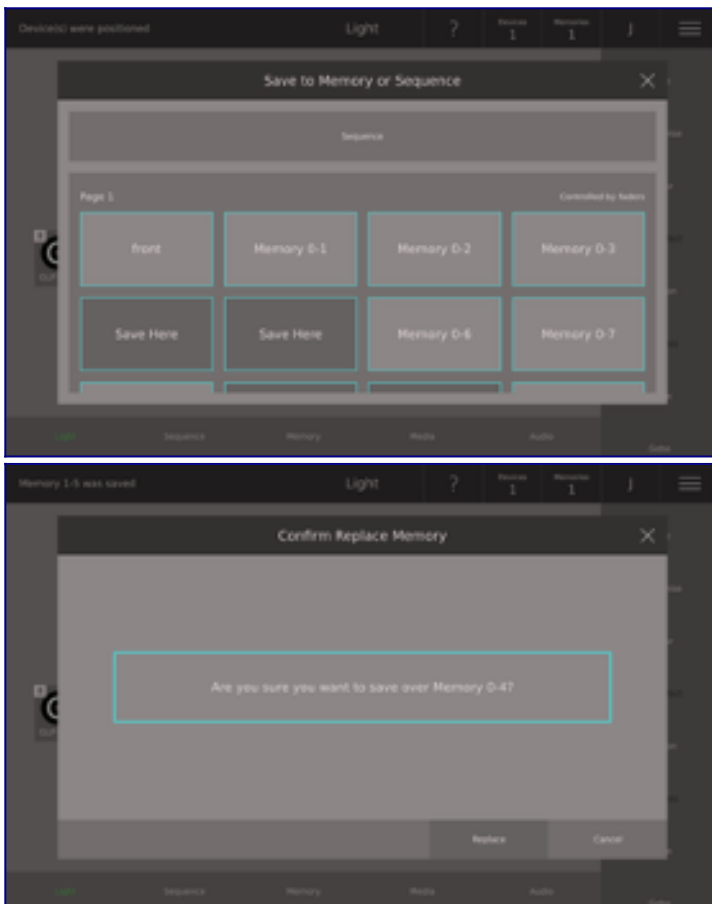 Device(s) were positioned
Light
?
Devices
1
Memories
1
J
Save to Memory or Sequence
Sequence
Page 1
Controlled by faders
front
Memory 0-1
Memory 0-2
Memory 0-3
Save Here
Save Here
Memory 0-6
Memory 0-7
Light
Sequence
Memory
Media
Audio
Gobo
Memory 1-5 was saved
Light
?
Devices
1
Memories
1
J
Confirm Replace Memory
Are you sure you want to save over Memory 0-4?
Replace
Cancel
Light
Sequence
Memory
Media
Audio